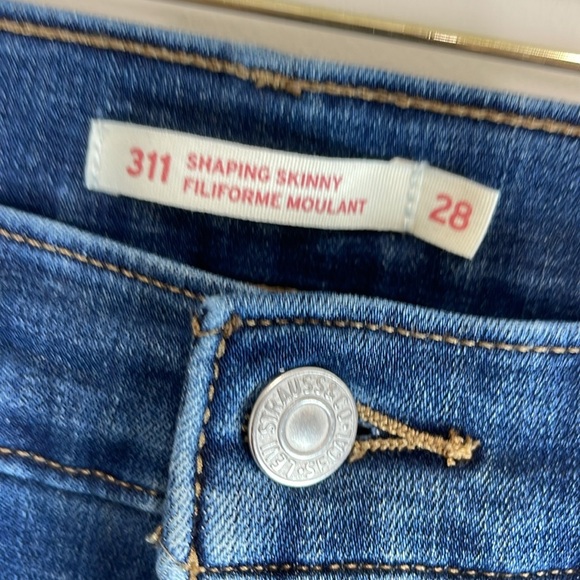 311 SHAPING SKINNY
FILIFORME MOULANT
28
LEVI STRAUSS & CO